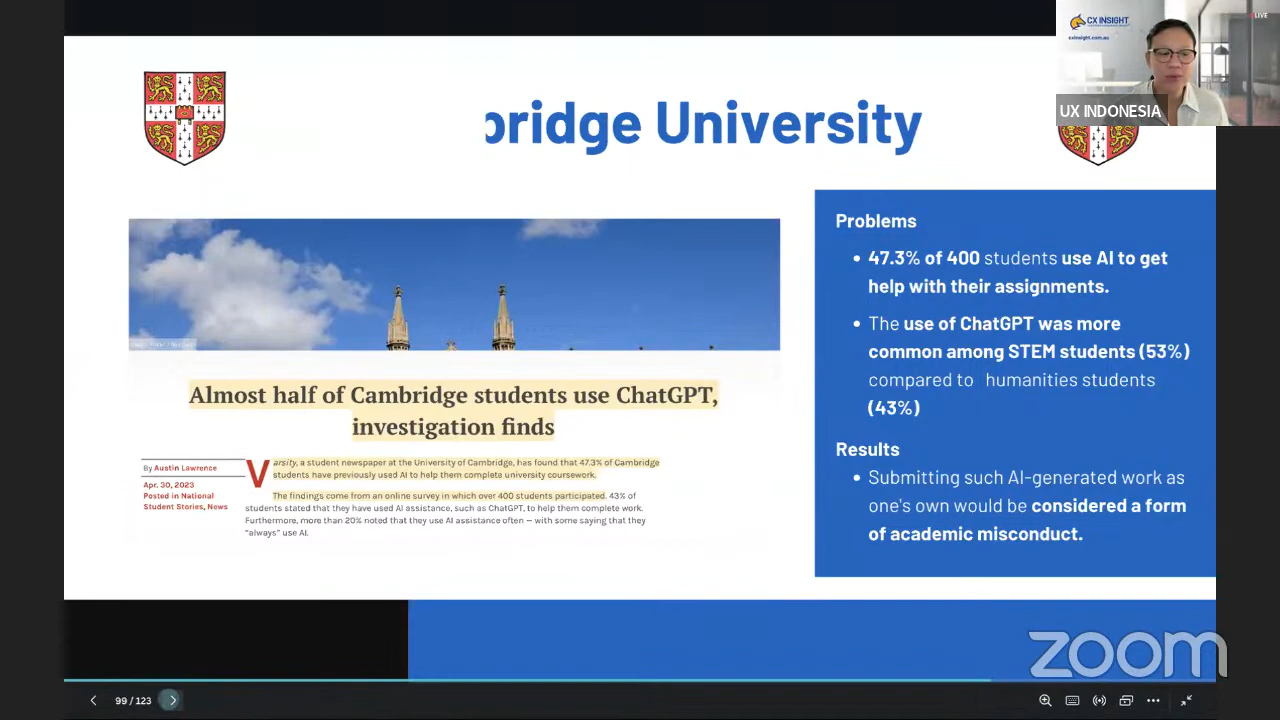 CX INSIGHT
cxinsight.com.au
LIVE
UX INDONESIA
bridge University
Problems
• 47.3% of 400 students use AI to get
help with their assignments.
• The use of ChatGPT was more
common among STEM students (53%)
compared to humanities students
(43%)
Results
• Submitting such AI-generated work as
one's own would be considered a form
of academic misconduct.
Almost half of Cambridge students use ChatGPT,
investigation finds
By Austin Lawrence
Apr. 30, 2023
Posted in National
Student Stories, News
Varsity, a student newspaper at the University of Cambridge, has found that 47.3% of Cambridge
students have previously used AI to help them complete university coursework.
The findings come from an online survey in which over 400 students participated. 43% of
students stated that they have used AI assistance, such as ChatGPT, to help them complete work.
Furthermore, more than 20% noted that they use AI assistance often — with some saying that they
"always" use AI.
zoom
99 / 123